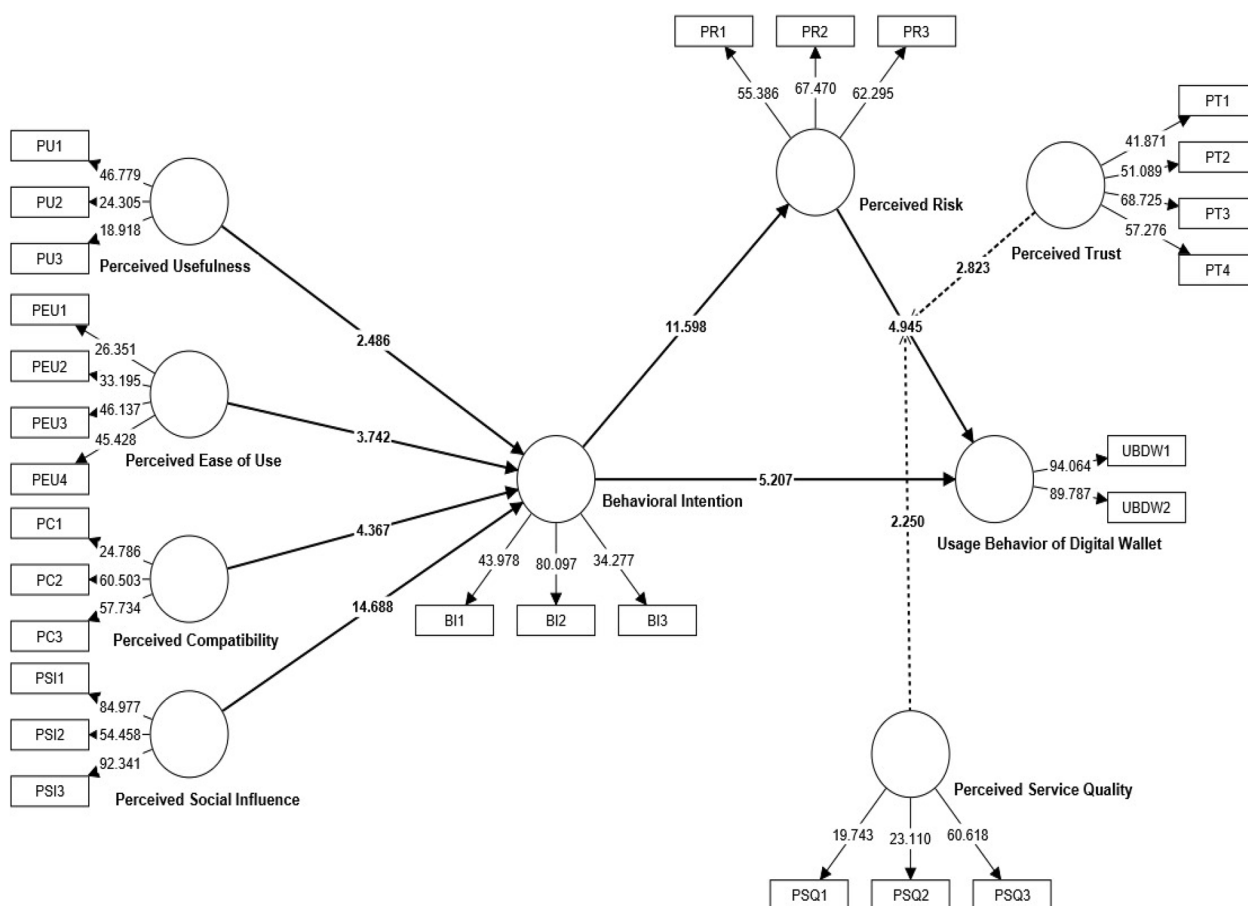 PR1
PR2
PR3
55.386
67.470
62.295
Perceived Risk
PT1
PT2
PT3
PT4
41.871
51.089
68.725
57.276
Perceived Trust
2.823
PU1
PU2
PU3
46.779
24.305
18.918
Perceived Usefulness
2.486
PEU1
PEU2
PEU3
PEU4
26.351
33.195
46.137
45.428
Perceived Ease of Use
3.742
PC1
PC2
PC3
24.786
60.503
57.734
Perceived Compatibility
4.367
PSI1
PSI2
PSI3
84.977
54.458
92.341
Perceived Social Influence
14.688
11.598
4.945
Behavioral Intention
5.207
43.978
80.097
34.277
BI1
BI2
BI3
94.064
89.787
UBDW1
UBDW2
Usage Behavior of Digital Wallet
2.250
Perceived Service Quality
19.743
23.110
60.618
PSQ1
PSQ2
PSQ3